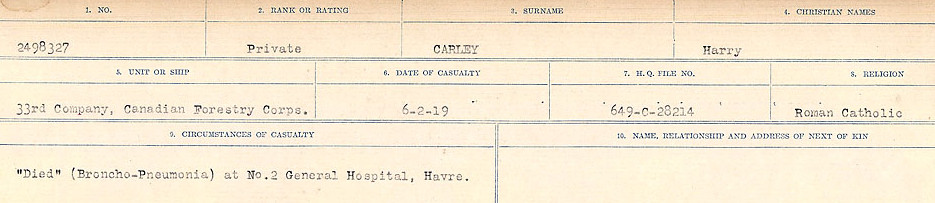 1. NO. 2. RANK OR RATING 3. SURNAME 4. CHRISTIAN NAMES
2498327 Private CARLEY Harry
5. UNIT OR SHIP 6. DATE OF CASUALTY 7. H.Q. FILE NO. 8. RELIGION
33rd Company, Canadian Forestry Corps. 6-2-19 649-C-28214 Roman Catholic
9. CIRCUMSTANCES OF CASUALTY 10. NAME, RELATIONSHIP AND ADDRESS OF NEXT OF KIN
"Died" (Broncho-Pneumonia) at No.2 General Hospital, Havre.